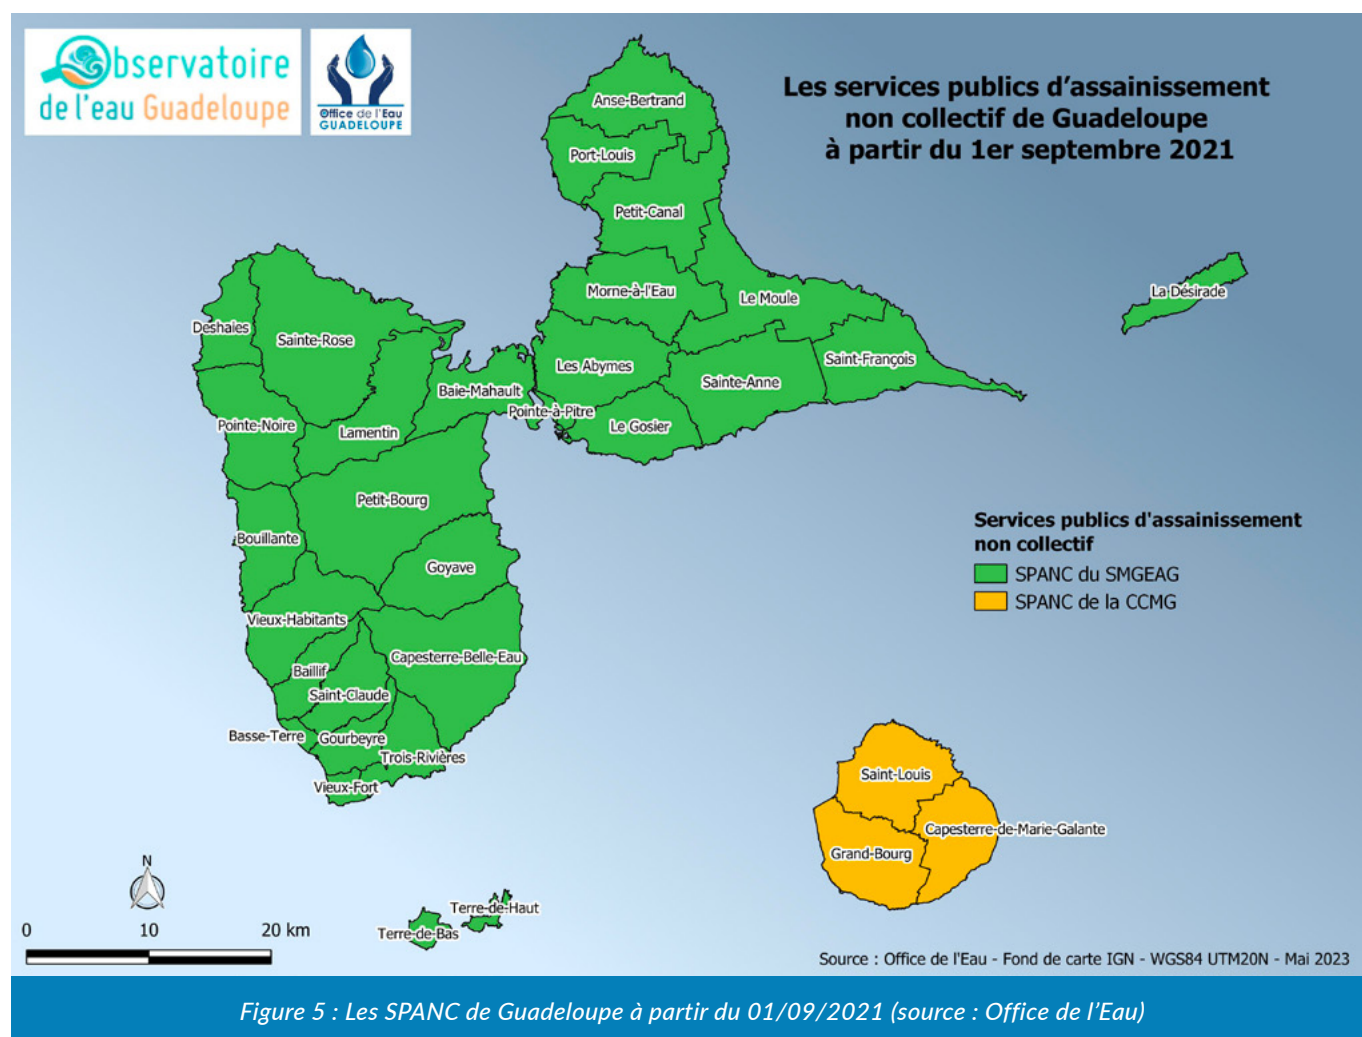 Observatoire
de l'eau Guadeloupe
Office de l'Eau
GUADELOUPE
Les services publics d'assainissement
non collectif de Guadeloupe
à partir du 1er septembre 2021
Anse-Bertrand
Port-Louis
Petit-Canal
Morne-à-l'Eau
Le Moule
La Désirade
Deshaies
Sainte-Rose
Les Abymes
Saint-François
Sainte-Anne
Baie-Mahault
Pointe-à-Pitre
Le Gosier
Pointe-Noire
Lamentin
Petit-Bourg
Bouillante
Goyave
Vieux-Habitants
Capesterre-Belle-Eau
Baillif
Saint-Claude
Basse-Terre
Gourbeyre
Trois-Rivières
Vieux-Fort
Services publics d'assainissement
non collectif
SPANC du SMGEAG
SPANC de la CCMG
Saint-Louis
Capesterre-de-Marie-Galante
Grand-Bourg
Terre-de-Haut
Terre-de-Bas
N
0 10 20 km
Source : Office de l'Eau - Fond de carte IGN - WGS84 UTM20N - Mai 2023
Figure 5 : Les SPANC de Guadeloupe à partir du 01/09/2021 (source : Office de l'Eau)